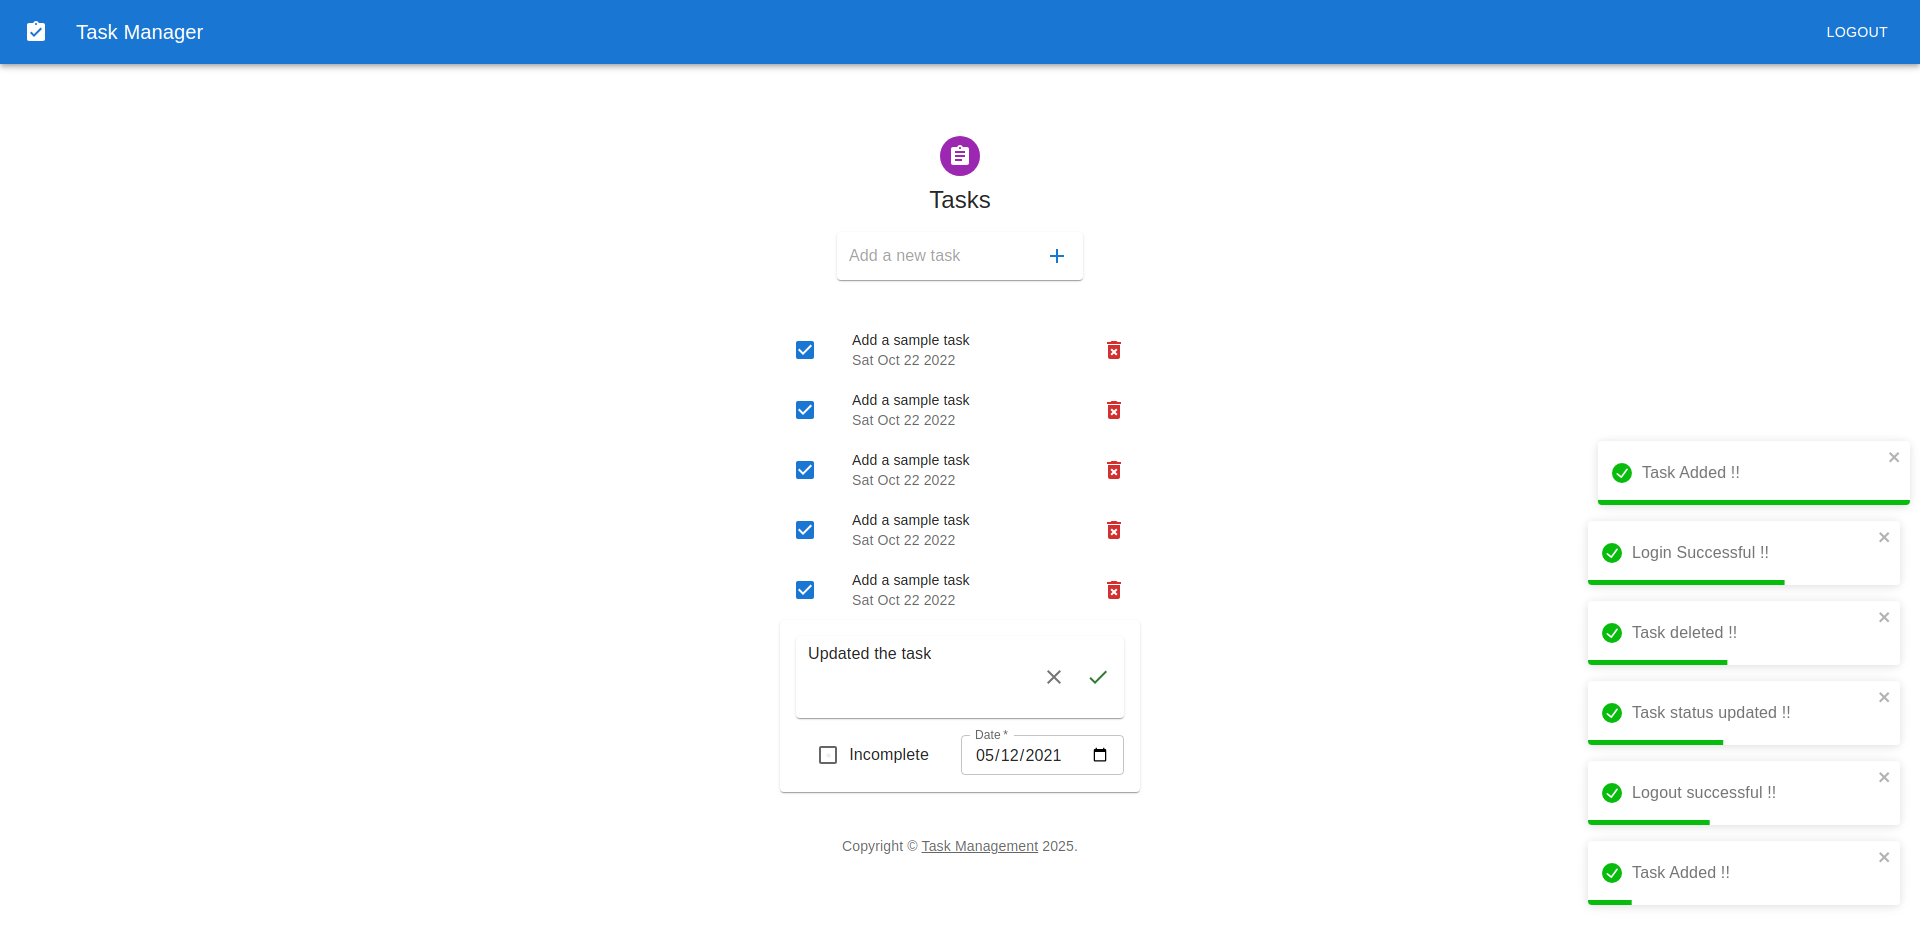 Task Manager
LOGOUT
Tasks
Add a new task
Add a sample task
Sat Oct 22 2022
Add a sample task
Sat Oct 22 2022
Add a sample task
Sat Oct 22 2022
Add a sample task
Sat Oct 22 2022
Add a sample task
Sat Oct 22 2022
Updated the task
Incomplete
Date *
05/12/2021
Copyright © Task Management 2025.
Task Added !!
Login Successful !!
Task deleted !!
Task status updated !!
Logout successful !!
Task Added !!